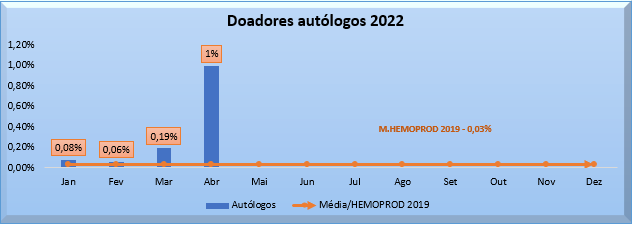 Doadores autólogos 2022
1,20%
1,00%
0,80%
0,60%
0,40%
0,20%
0,00%
0,08%
0,06%
0,19%
1%
M.HEMOPROD 2019 - 0,03%
Jan Fev Mar Abr Mai Jun Jul Ago Set Out Nov Dez
Autólogos Média/HEMOPROD 2019